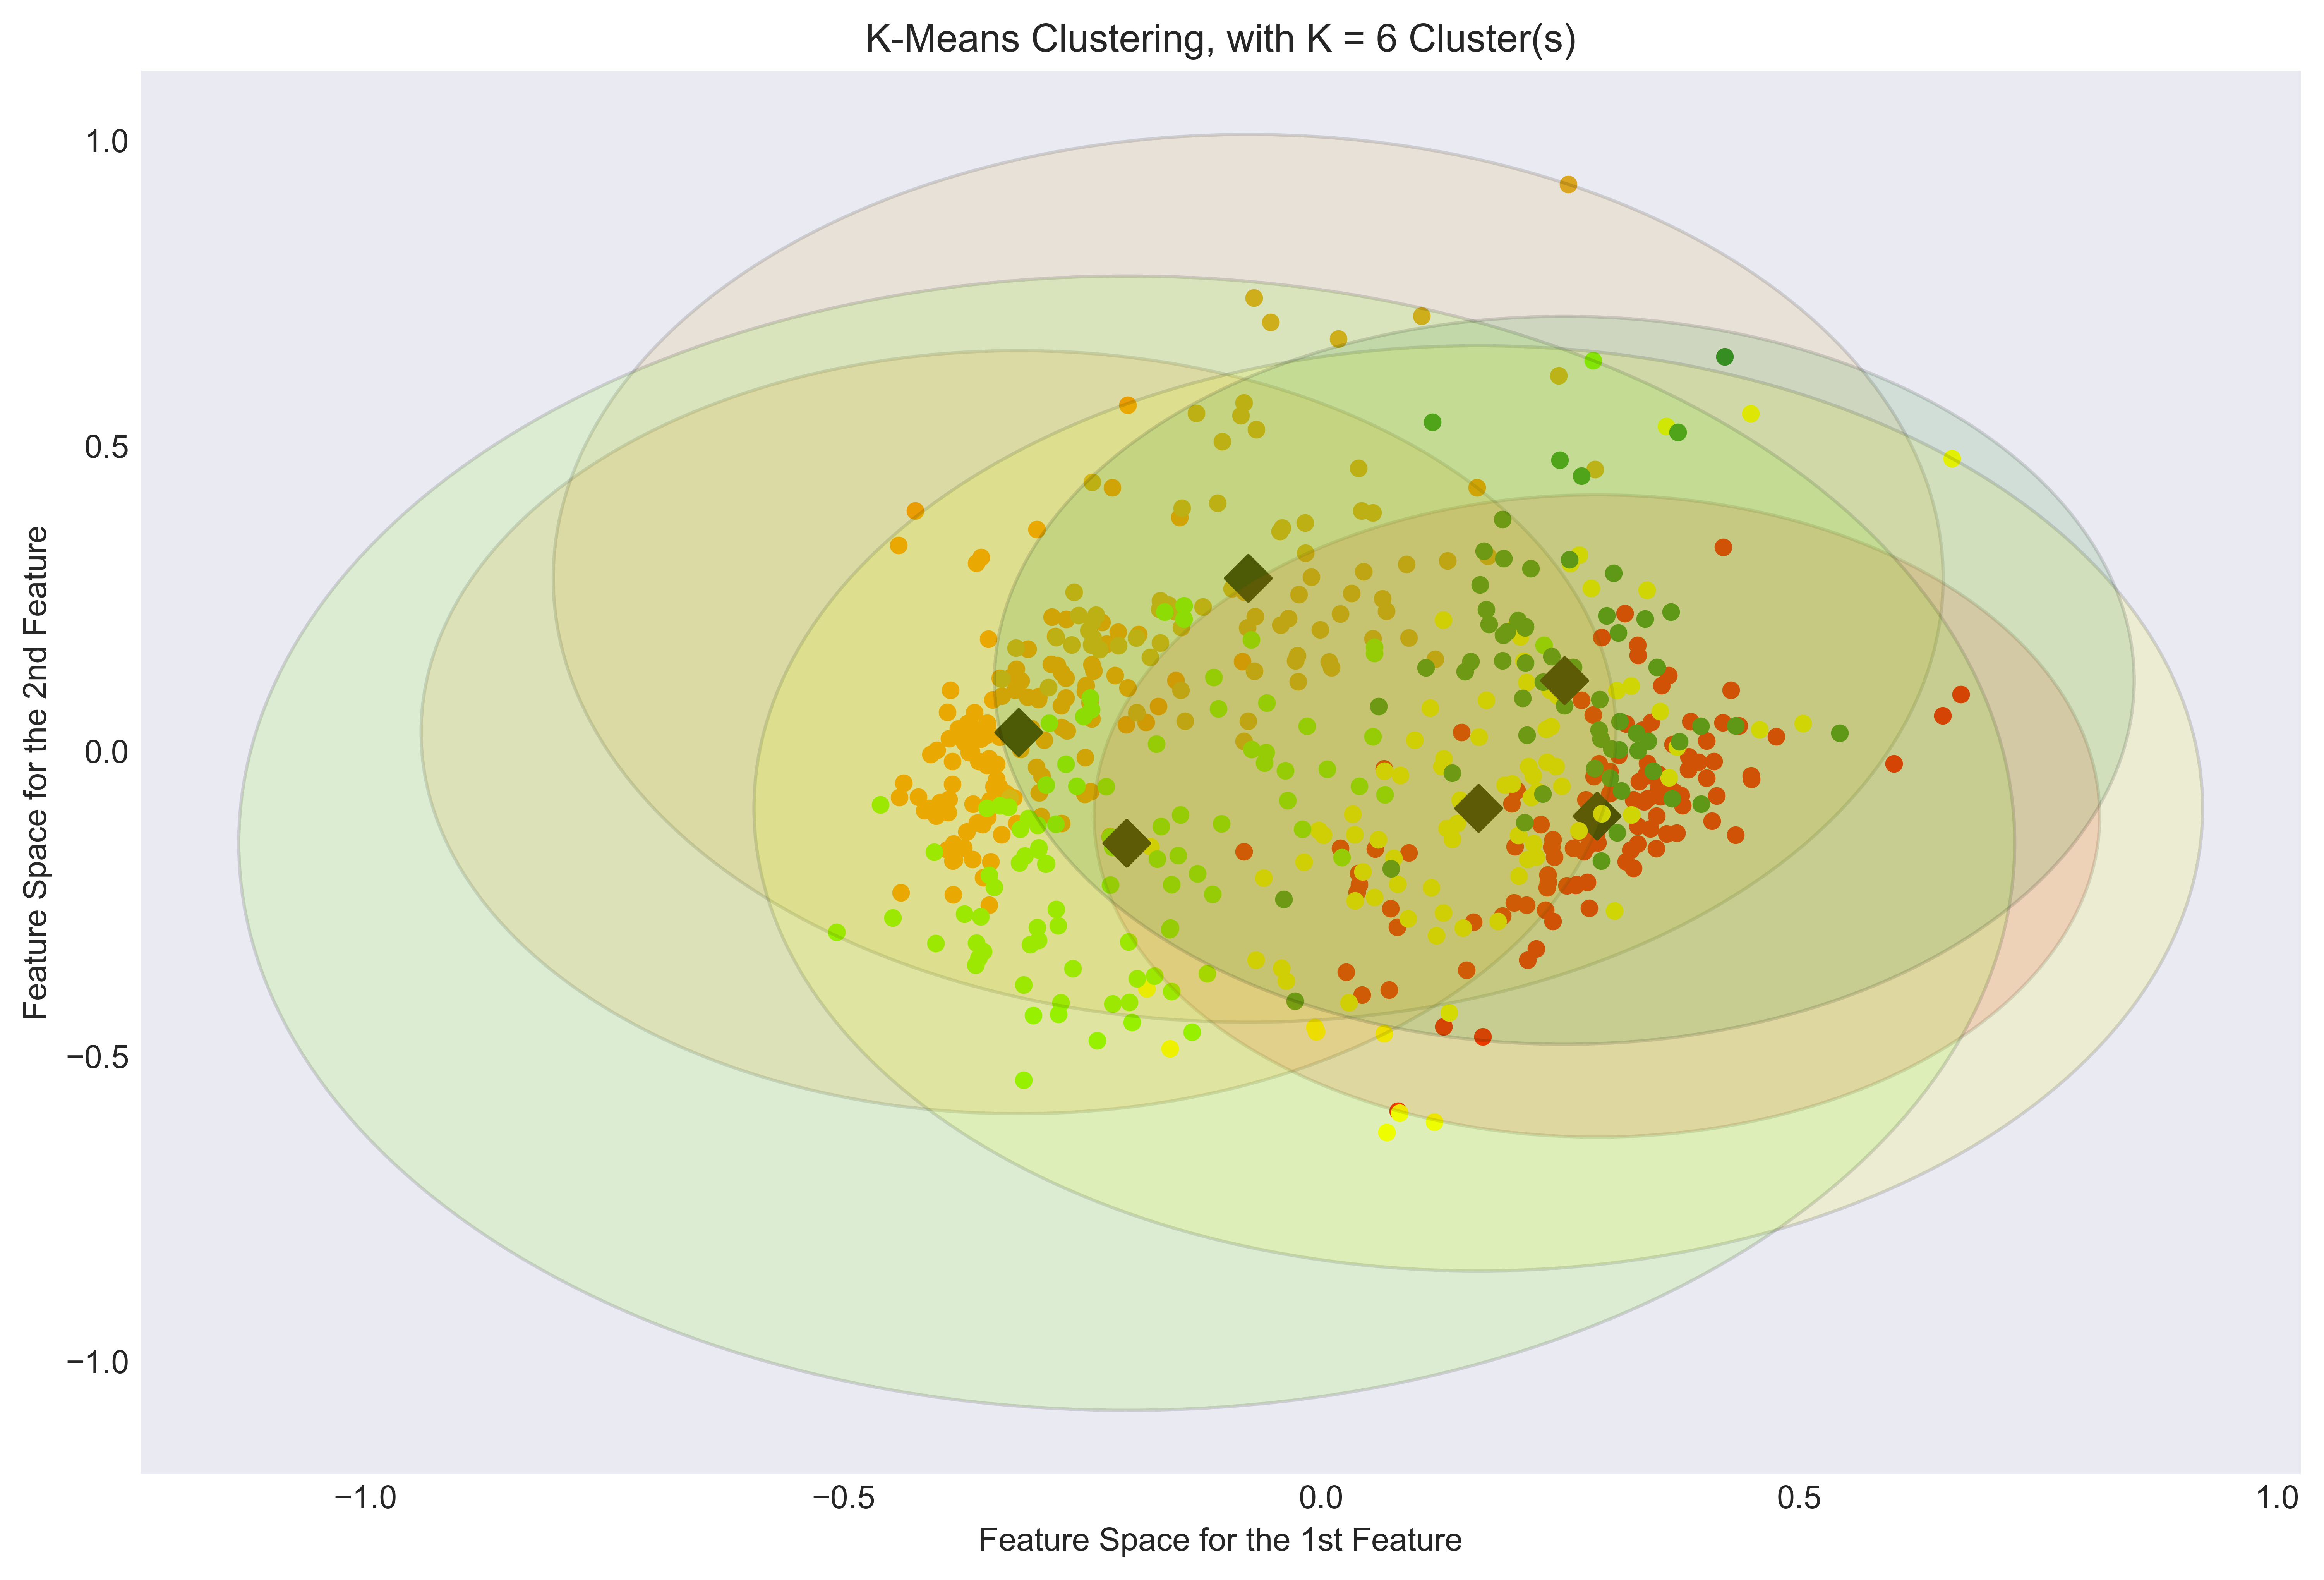 K-Means Clustering, with K = 6 Cluster(s)
1.0
0.5
0.0
−0.5
−1.0
Feature Space for the 2nd Feature
−1.0 −0.5 0.0 0.5 1.0
Feature Space for the 1st Feature